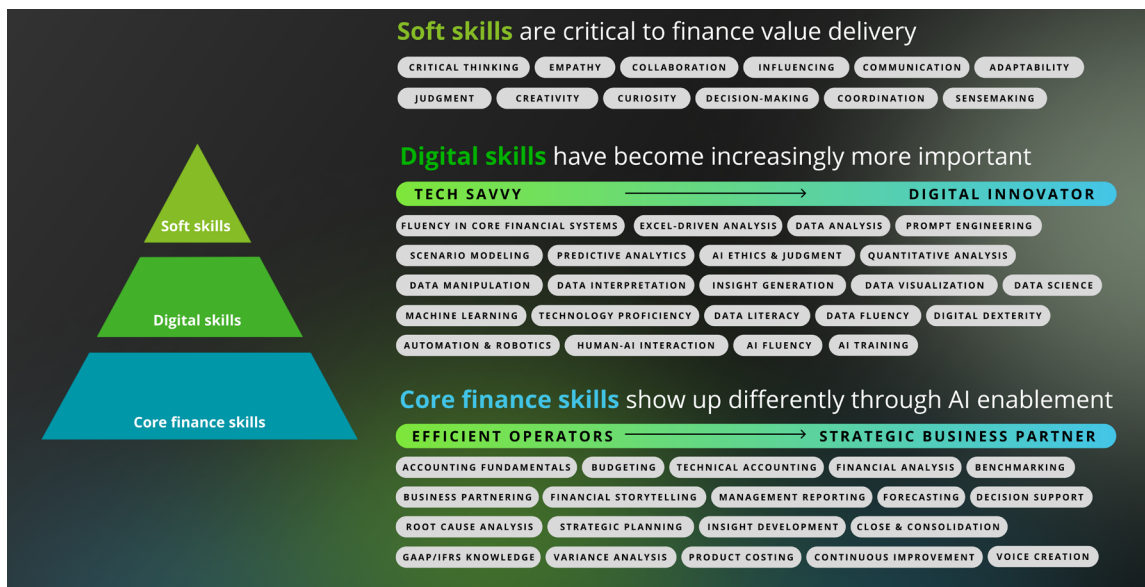 Soft skills are critical to finance value delivery
CRITICAL THINKING EMPATHY COLLABORATION INFLUENCING COMMUNICATION ADAPTABILITY
JUDGMENT CREATIVITY CURIOSITY DECISION-MAKING COORDINATION SENSEMAKING
Digital skills have become increasingly more important
TECH SAVVY DIGITAL INNOVATOR
FLUENCY IN CORE FINANCIAL SYSTEMS EXCEL-DRIVEN ANALYSIS DATA ANALYSIS PROMPT ENGINEERING
SCENARIO MODELING PREDICTIVE ANALYTICS AI ETHICS & JUDGMENT QUANTITATIVE ANALYSIS
DATA MANIPULATION DATA INTERPRETATION INSIGHT GENERATION DATA VISUALIZATION DATA SCIENCE
MACHINE LEARNING TECHNOLOGY PROFICIENCY DATA LITERACY DATA FLUENCY DIGITAL DEXTERITY
AUTOMATION & ROBOTICS HUMAN-AI INTERACTION AI FLUENCY AI TRAINING
Core finance skills show up differently through AI enablement
EFFICIENT OPERATORS STRATEGIC BUSINESS PARTNER
ACCOUNTING FUNDAMENTALS BUDGETING TECHNICAL ACCOUNTING FINANCIAL ANALYSIS BENCHMARKING
BUSINESS PARTNERING FINANCIAL STORYTELLING MANAGEMENT REPORTING FORECASTING DECISION SUPPORT
ROOT CAUSE ANALYSIS STRATEGIC PLANNING INSIGHT DEVELOPMENT CLOSE & CONSOLIDATION
GAAP/IFRS KNOWLEDGE VARIANCE ANALYSIS PRODUCT COSTING CONTINUOUS IMPROVEMENT VOICE CREATION
Soft skills
Digital skills
Core finance skills